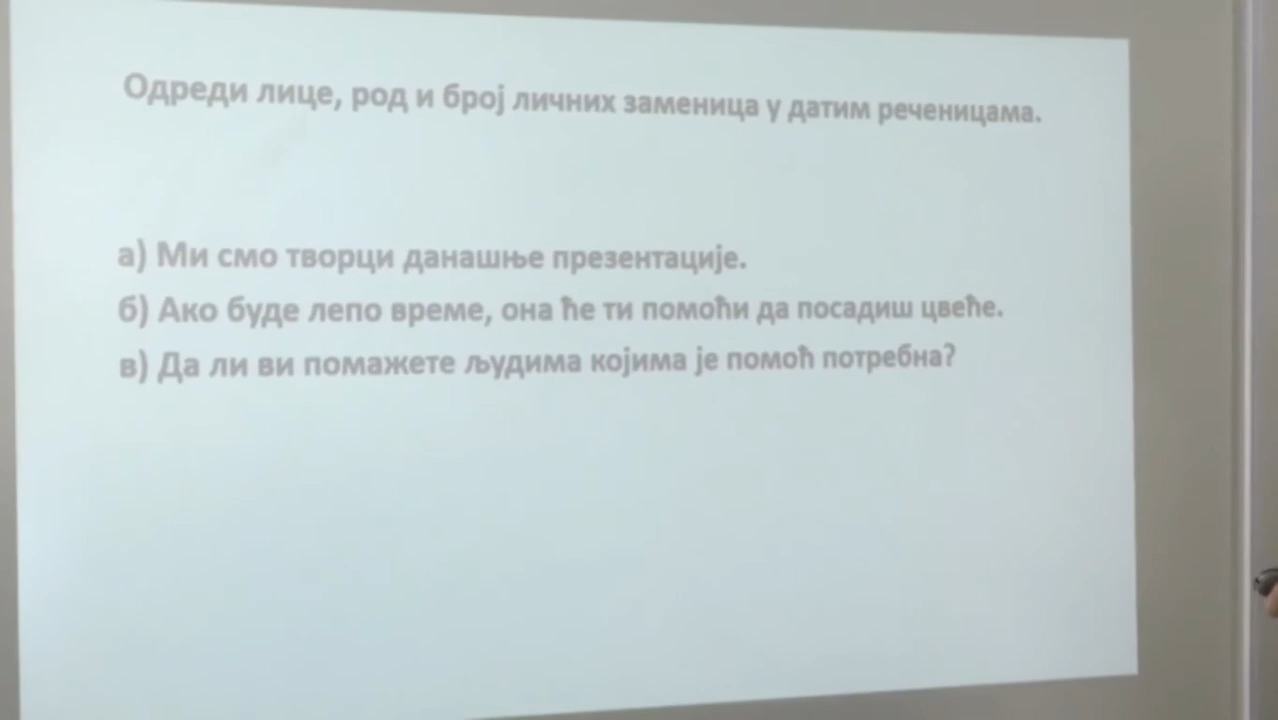 Одреди лице, род и број личних заменица у датим реченицама.
а) Ми смо творци данашње презентације.
б) Ако буде лепо време, она ће ти помоћи да посадиш цвеће.
в) Да ли ви помажете људима којима је помоћ потребна?